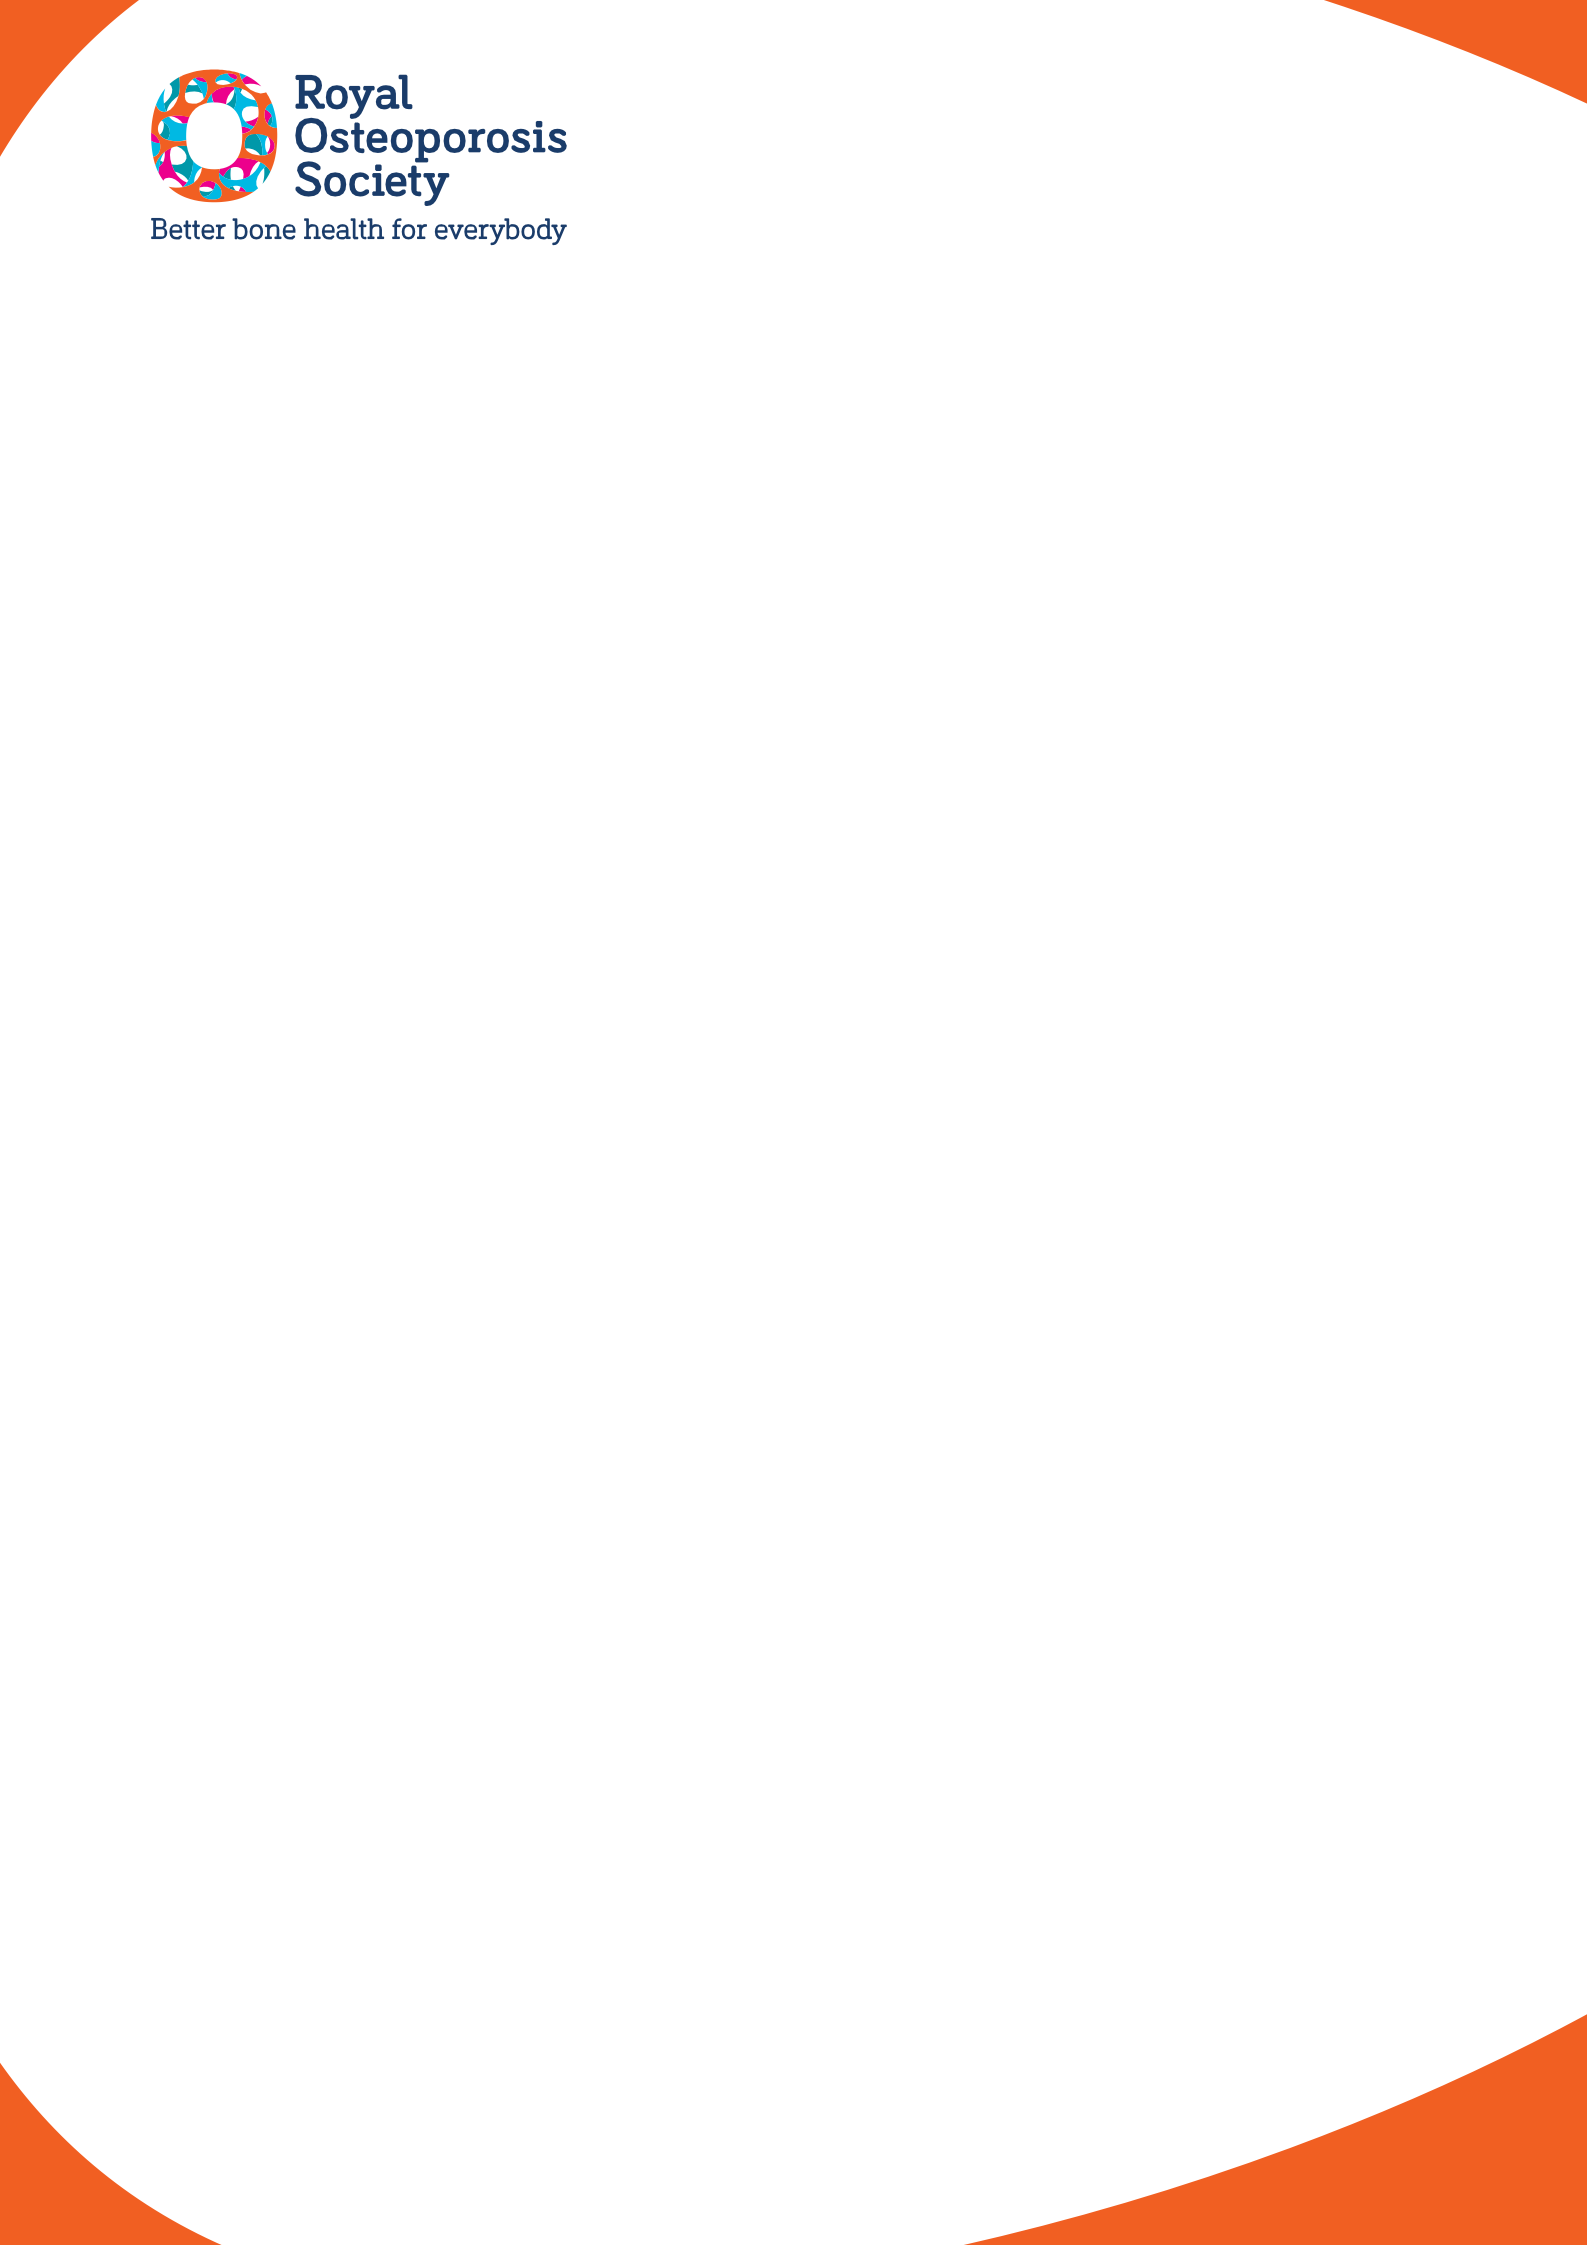 Royal
Osteoporosis
Society
Better bone health for everybody